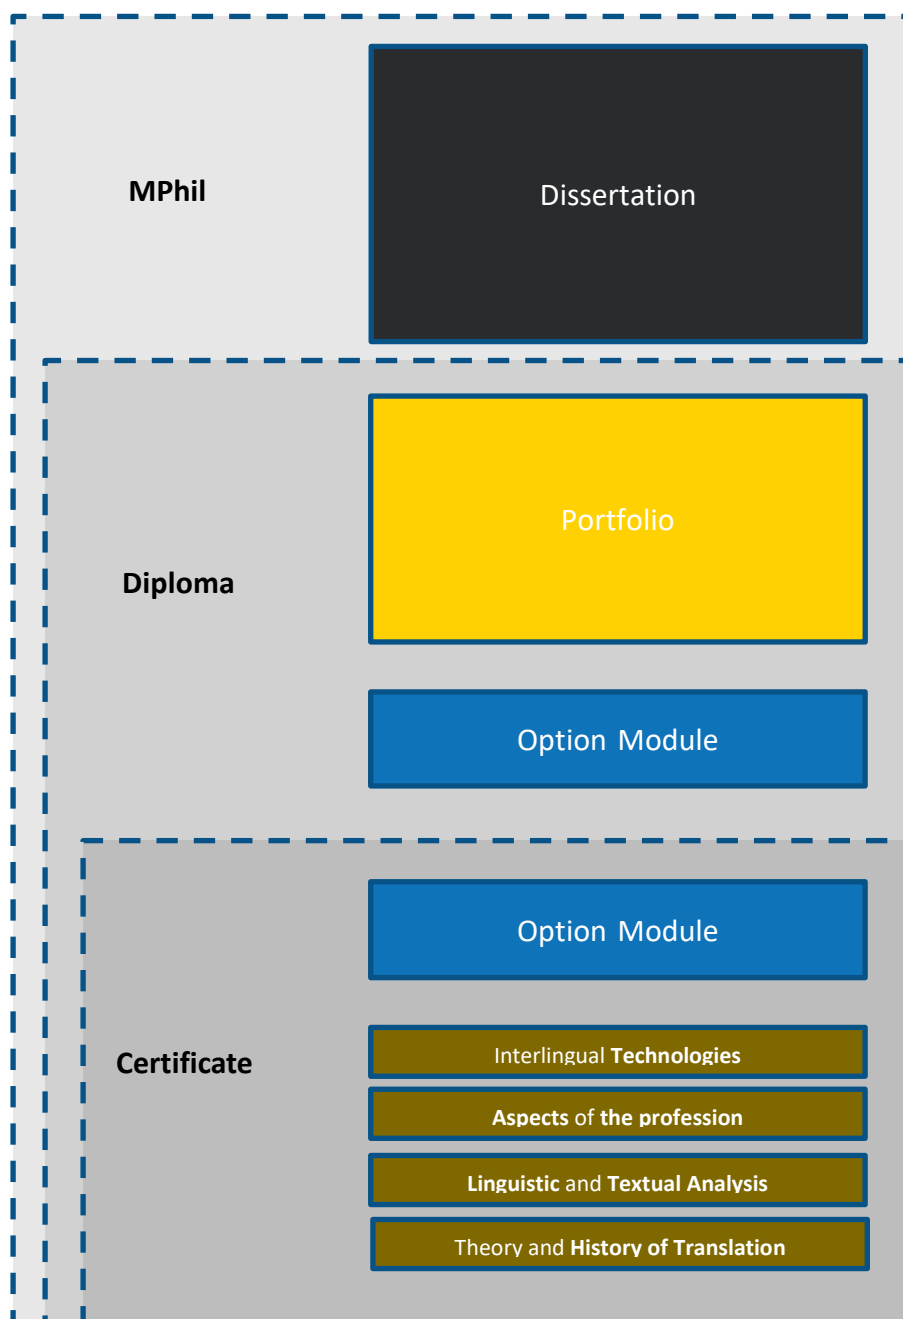 MPhil
Dissertation
Portfolio
Diploma
Option Module
Option Module
Certificate
Interlingual Technologies
Aspects of the profession
Linguistic and Textual Analysis
Theory and History of Translation